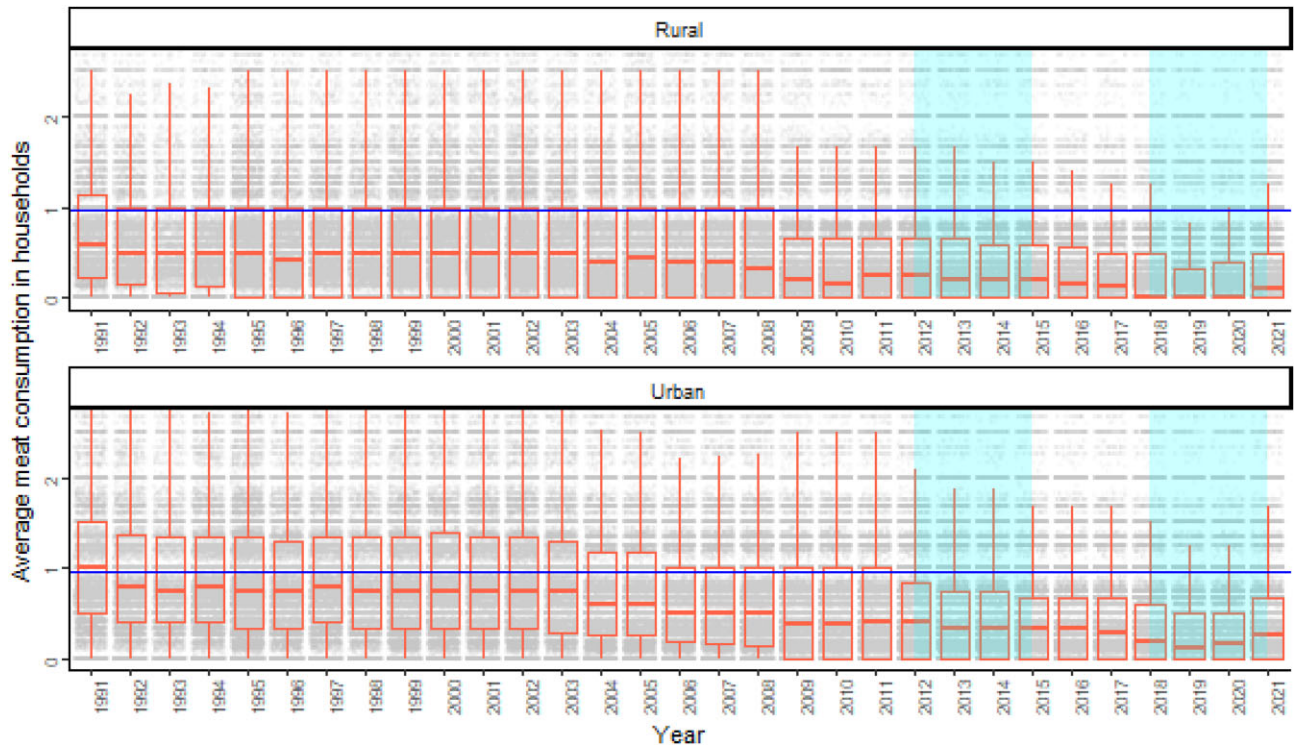 Average meat consumption in households
Rural
2
1
0
1991 1992 1993 1994 1995 1996 1997 1998 1999 2000 2001 2002 2003 2004 2005 2006 2007 2008 2009 2010 2011 2012 2013 2014 2015 2016 2017 2018 2019 2020 2021
Urban
2
1
0
1991 1992 1993 1994 1995 1996 1997 1998 1999 2000 2001 2002 2003 2004 2005 2006 2007 2008 2009 2010 2011 2012 2013 2014 2015 2016 2017 2018 2019 2020 2021
Year